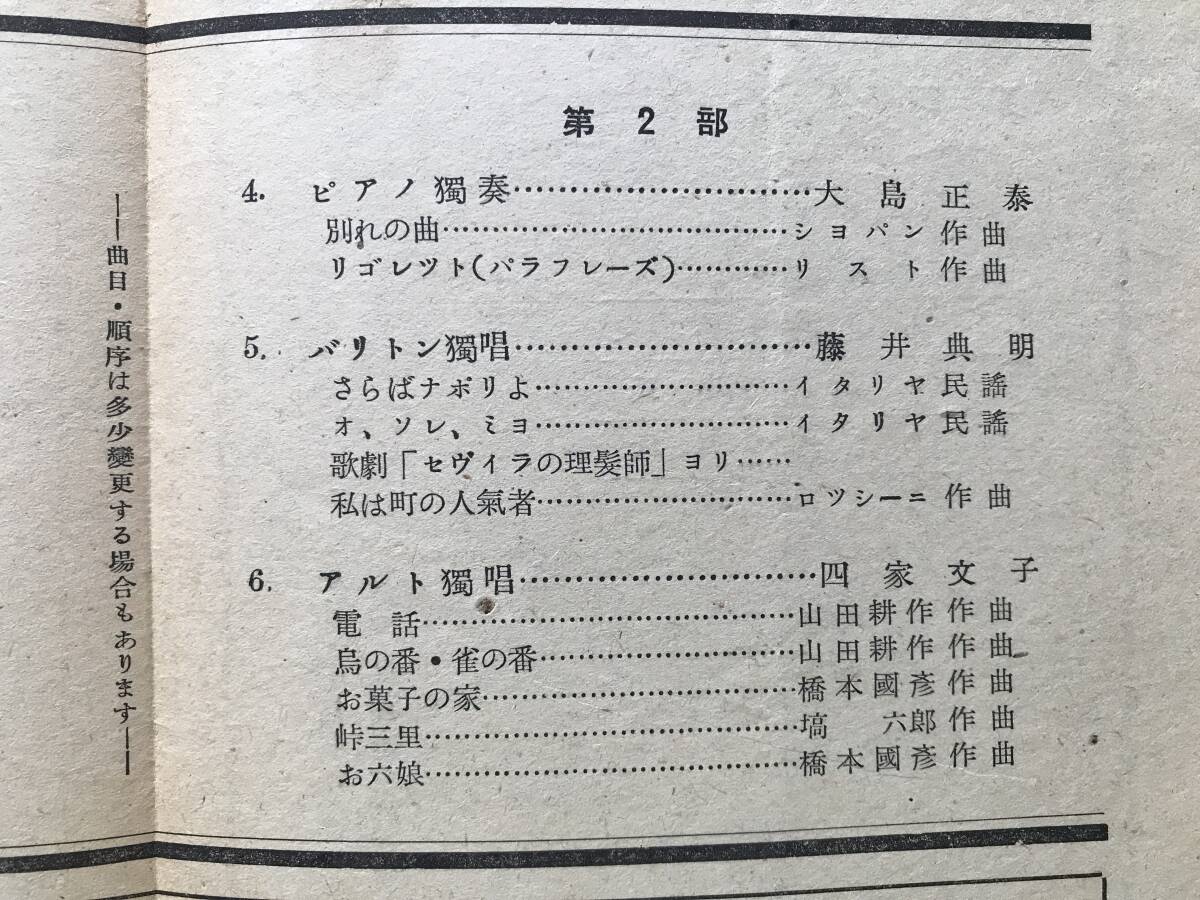 第2部
4. ピアノ獨奏……………………………大島正泰
別れの曲……………………………ショパン作曲
リゴレツト(パラフレーズ)…………リスト作曲
5. バリトン獨唱…………………………藤井典明
さらばナポリよ………………………イタリヤ民謠
オ、ソレ、ミヨ………………………イタリヤ民謠
歌劇「セヴィラの理髮師」ヨリ……
私は町の人氣者………………………ロツシーニ作曲
6. アルト獨唱……………………………四家文子
電話…………………………………山田耕作作曲
烏の番・雀の番………………………山田耕作作曲
お菓子の家……………………………橋本國彥作曲
峠三里…………………………………塙六郎作曲
お六娘…………………………………橋本國彥作曲
——曲目・順序は多少變更する場合もあります——